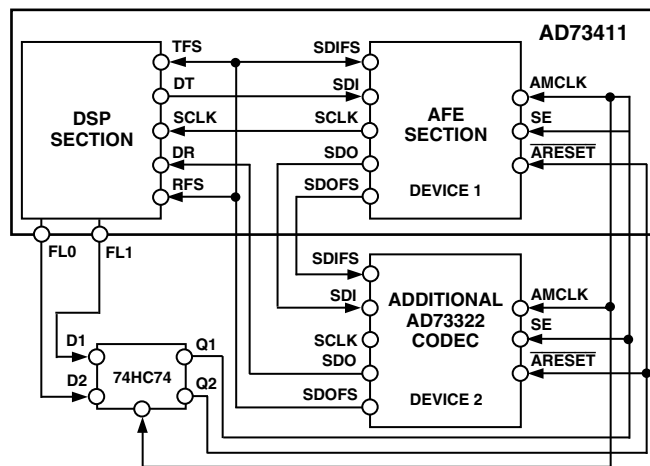 AD73411
TFS
DT
SCLK
DR
RFS
DSP
SECTION
SDIFS
SDI
SCLK
SDO
SDOFS
AFE
SECTION
DEVICE 1
AMCLK
SE
ARESET
FL0
FL1
SDIFS
SDI
SCLK
SDO
SDOFS
ADDITIONAL
AD73322
CODEC
DEVICE 2
AMCLK
SE
ARESET
D1
D2
74HC74
Q1
Q2